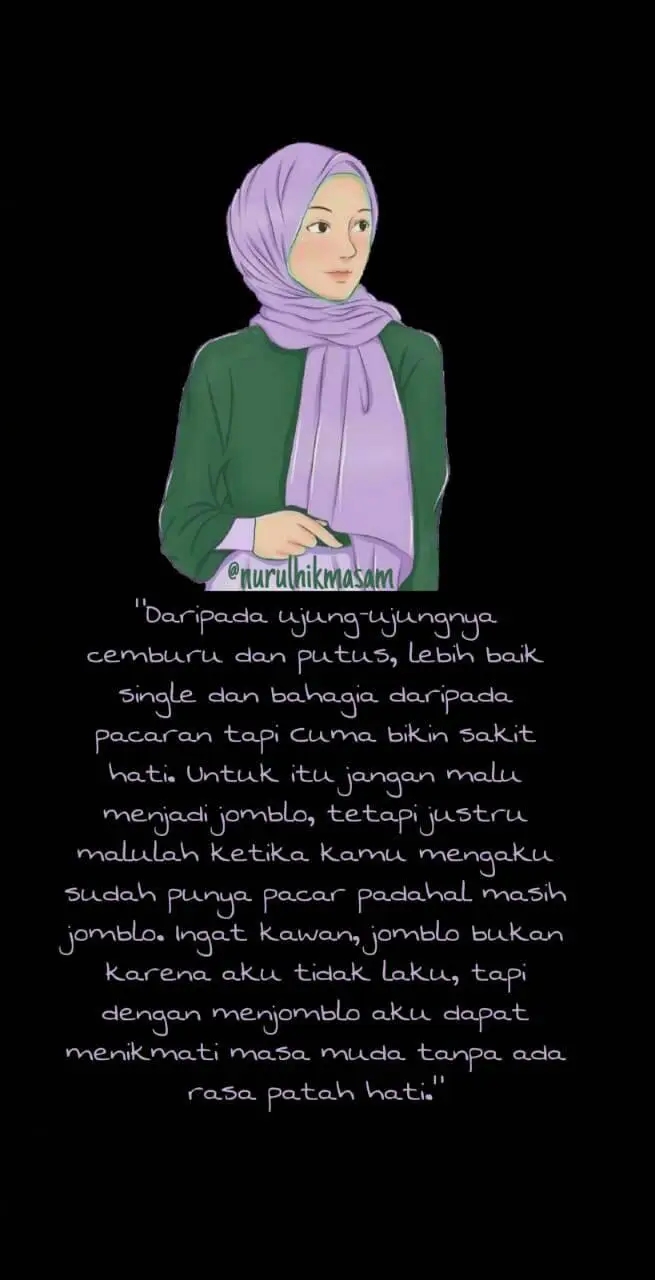 @nurulhikmasam
"Daripada ujung-ujungnya
cemburu dan putus, lebih baik
single dan bahagia daripada
pacaran tapi cuma bikin sakit
hati. Untuk itu jangan malu
menjadi jomblo, tetapi justru
malulah ketika kamu mengaku
sudah punya pacar padahal masih
jomblo. Ingat kawan, jomblo bukan
karena aku tidak laku, tapi
dengan menjomblo aku dapat
menikmati masa muda tanpa ada
rasa patah hati."